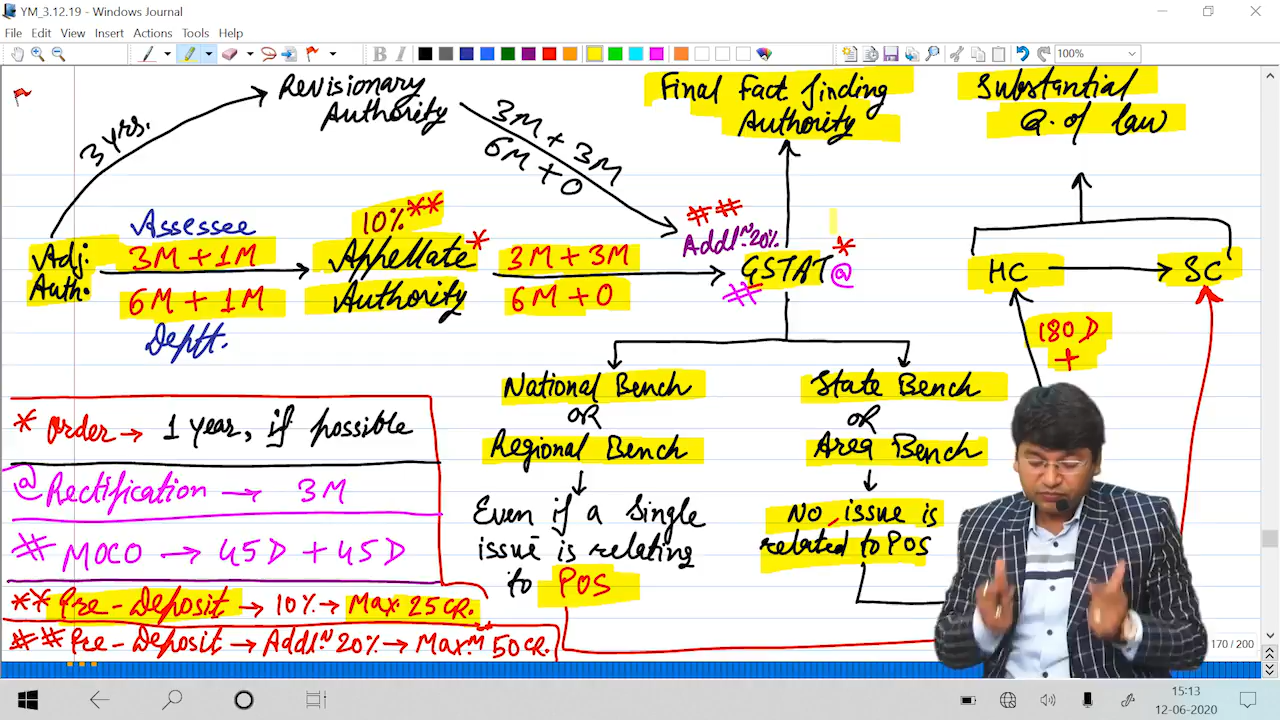 YM_3.12.19 - Windows Journal
File Edit View Insert Actions Tools Help
100%
Revisionary
Authority
3 yrs.
3M + 3M
6M + 0
Final Fact finding
Authority
Substantial
Q. of law
Adj.
Auth.
Assessee
3M + 1M
6M + 1M
Deptt.
10%**
Appellate*
Authority
3M + 3M
6M + 0
##
Addl.N 20%
GSTAT*
@
##
HC
SC
180 D
+
National Bench
OR
Regional Bench
Even if a single
issue is relating
to POS
State Bench
OR
Area Bench
No, issue is
related to POS
* Order → 1 year, if possible
@ Rectification → 3M
# MOCO → 45 D + 45 D
** Pre-Deposit → 10% → Max. 25 CR.
## Pre-Deposit → Addl.N 20% → Max.M 50 CR.
170 / 200
15:13
12-06-2020